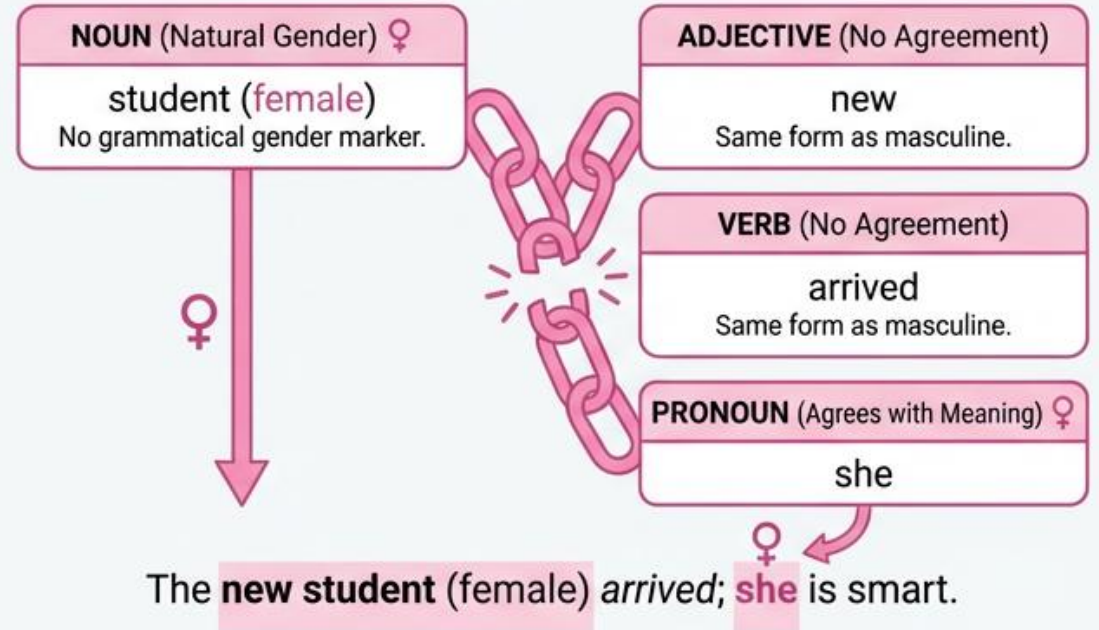 NOUN (Natural Gender) ♀
student (female)
No grammatical gender marker.
ADJECTIVE (No Agreement)
new
Same form as masculine.
VERB (No Agreement)
arrived
Same form as masculine.
PRONOUN (Agrees with Meaning) ♀
she
♀
♀
The new student (female) arrived; she is smart.